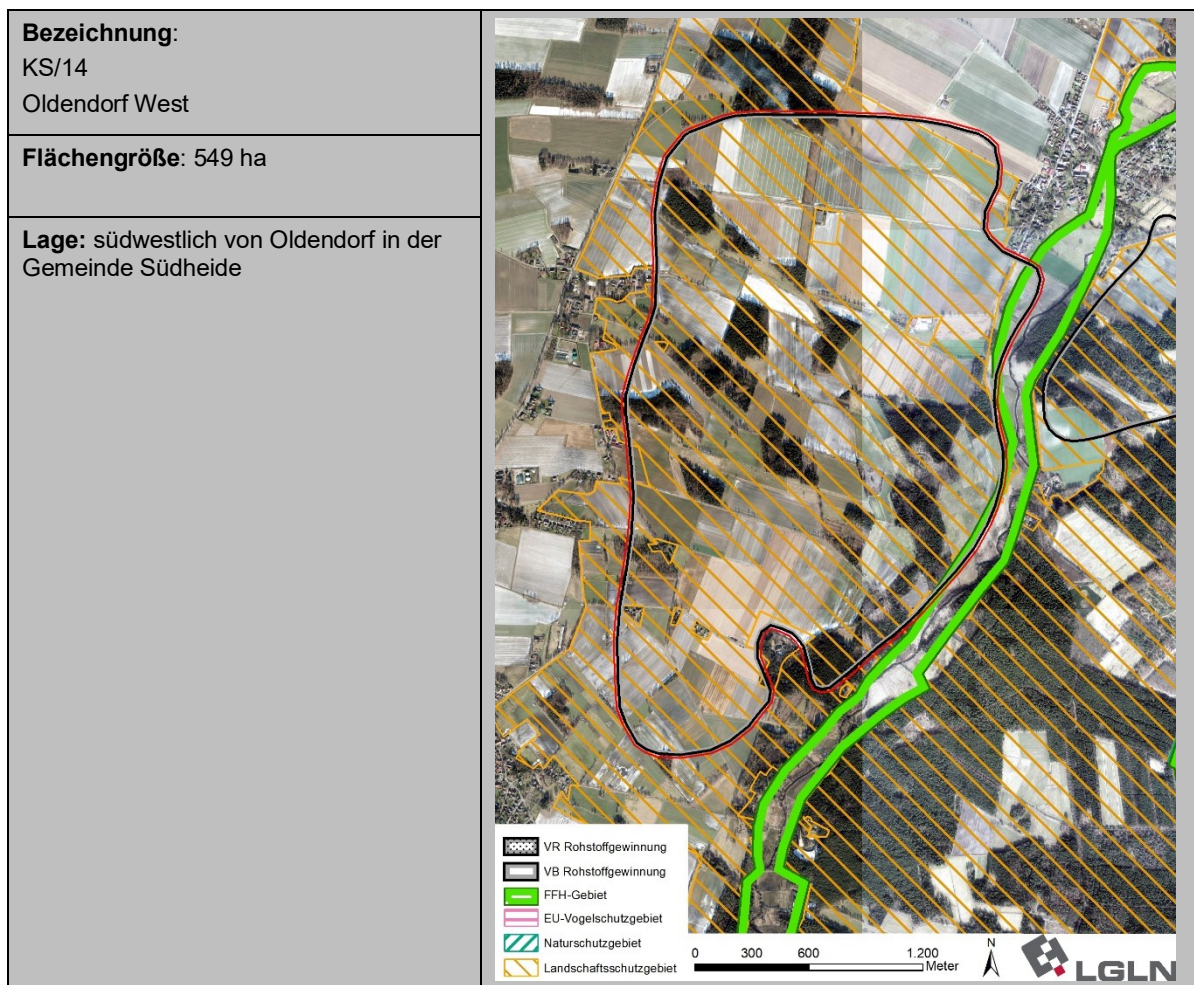 Bezeichnung:
KS/14
Oldendorf West
Flächengröße: 549 ha
Lage: südwestlich von Oldendorf in der
Gemeinde Südheide
VR Rohstoffgewinnung
VB Rohstoffgewinnung
FFH-Gebiet
EU-Vogelschutzgebiet
Naturschutzgebiet
Landschaftsschutzgebiet
0 300 600 1.200
Meter
N
LGLN